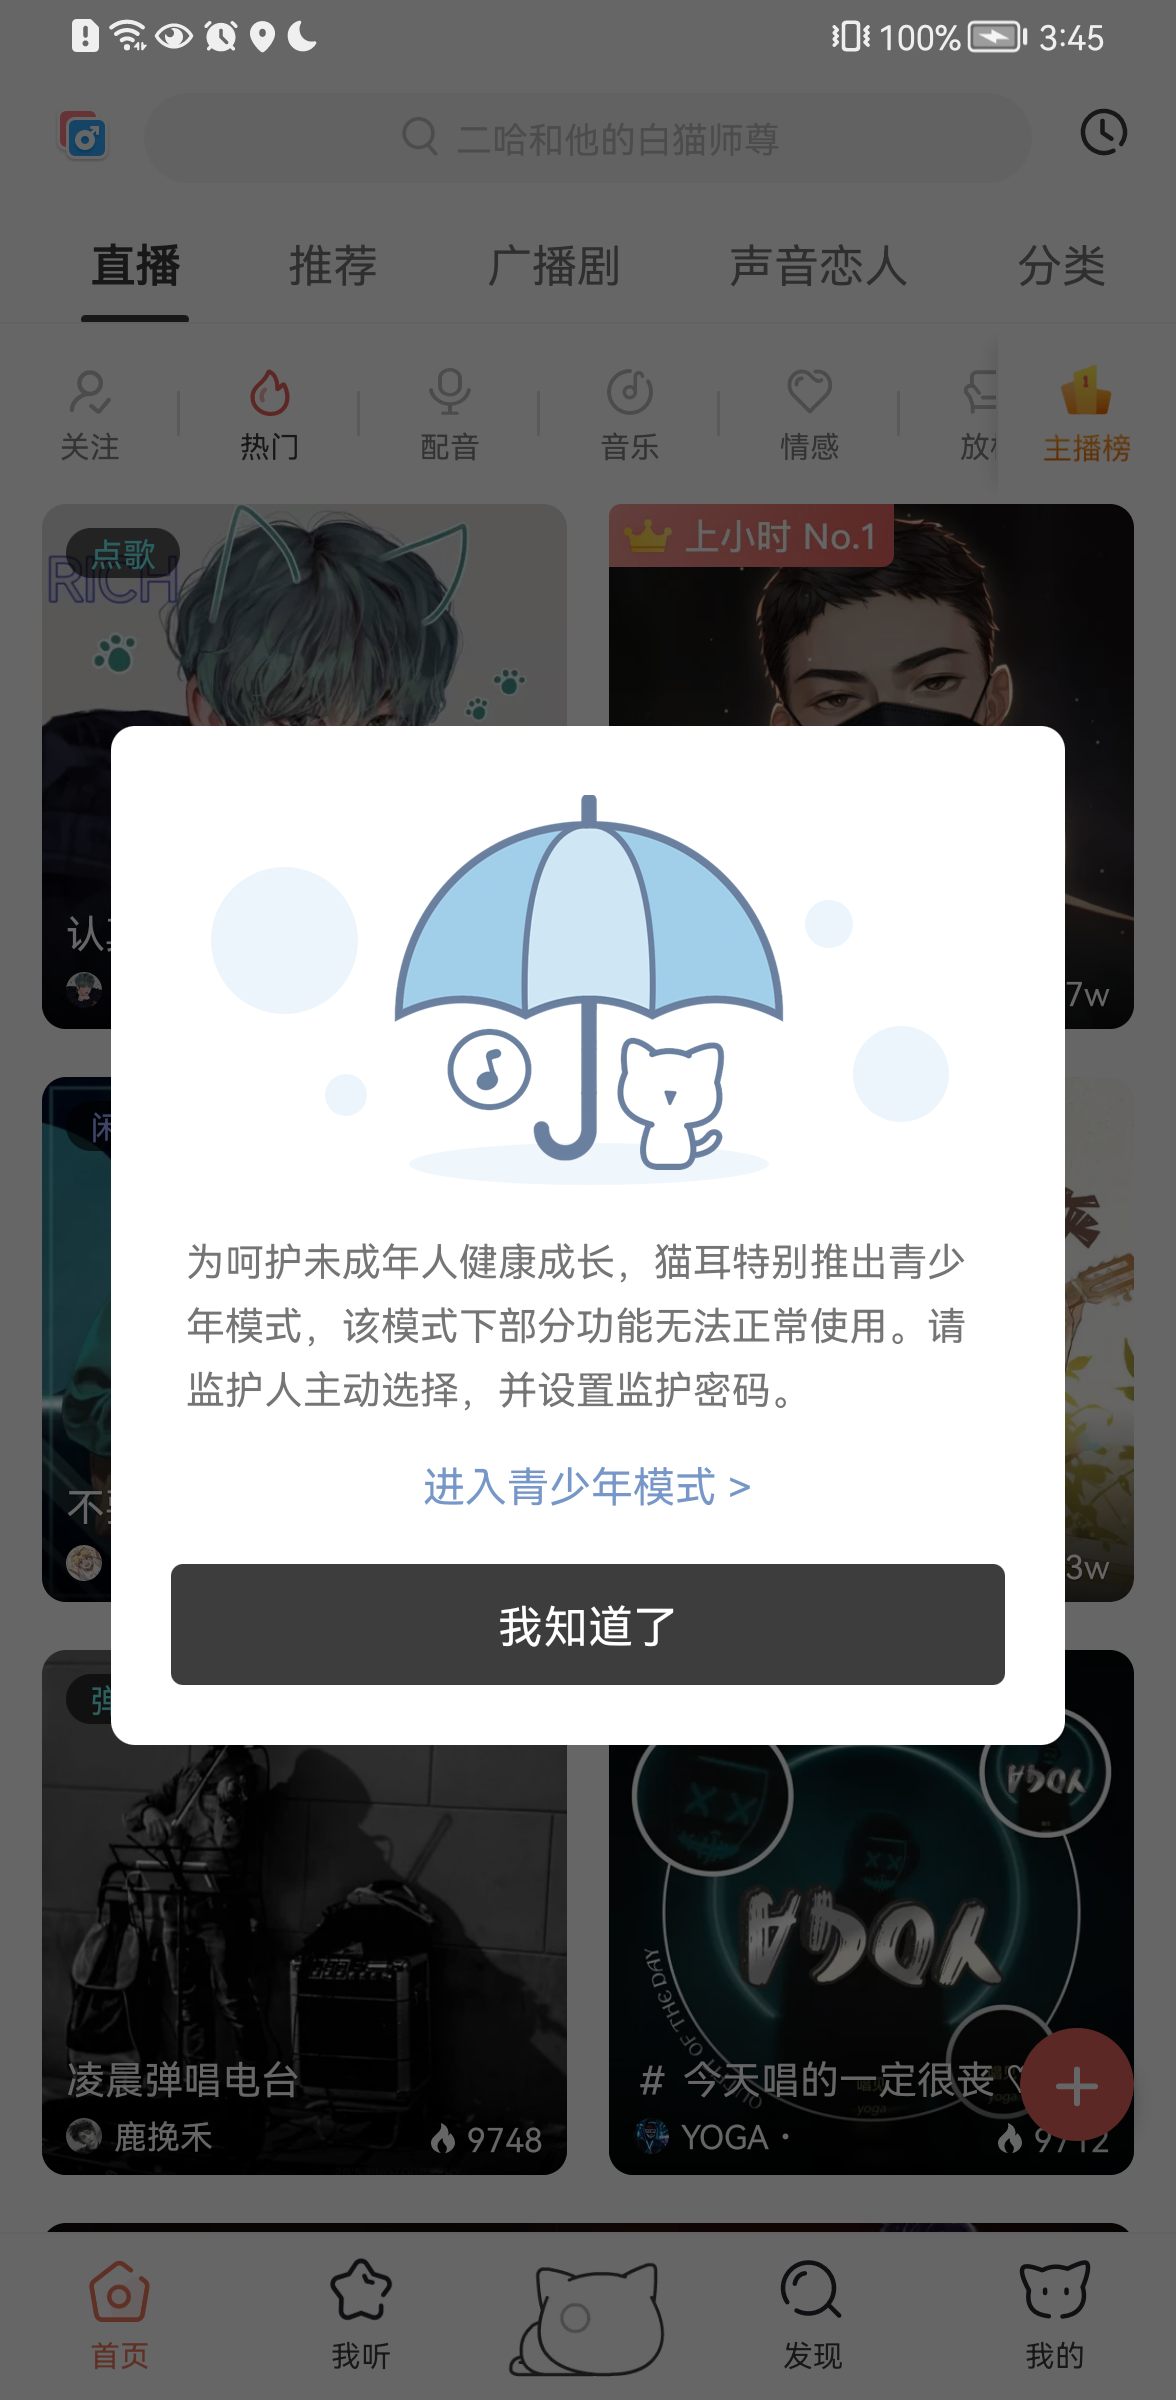 100% 3:45
二哈和他的白猫师尊
直播 推荐 广播剧 声音恋人 分类
关注 热门 配音 音乐 情感 放 主播榜
点歌
RICH
上小时 No.1
认
7w
为呵护未成年人健康成长，猫耳特别推出青少
年模式，该模式下部分功能无法正常使用。请
监护人主动选择，并设置监护密码。
进入青少年模式 >
我知道了
闲
不
3w
弹
YOGA
YOGA
OF THE DAY
凌晨弹唱电台
鹿挽禾 9748
# 今天唱的一定很丧
yoga
YOGA · 9712
首页 我听 发现 我的